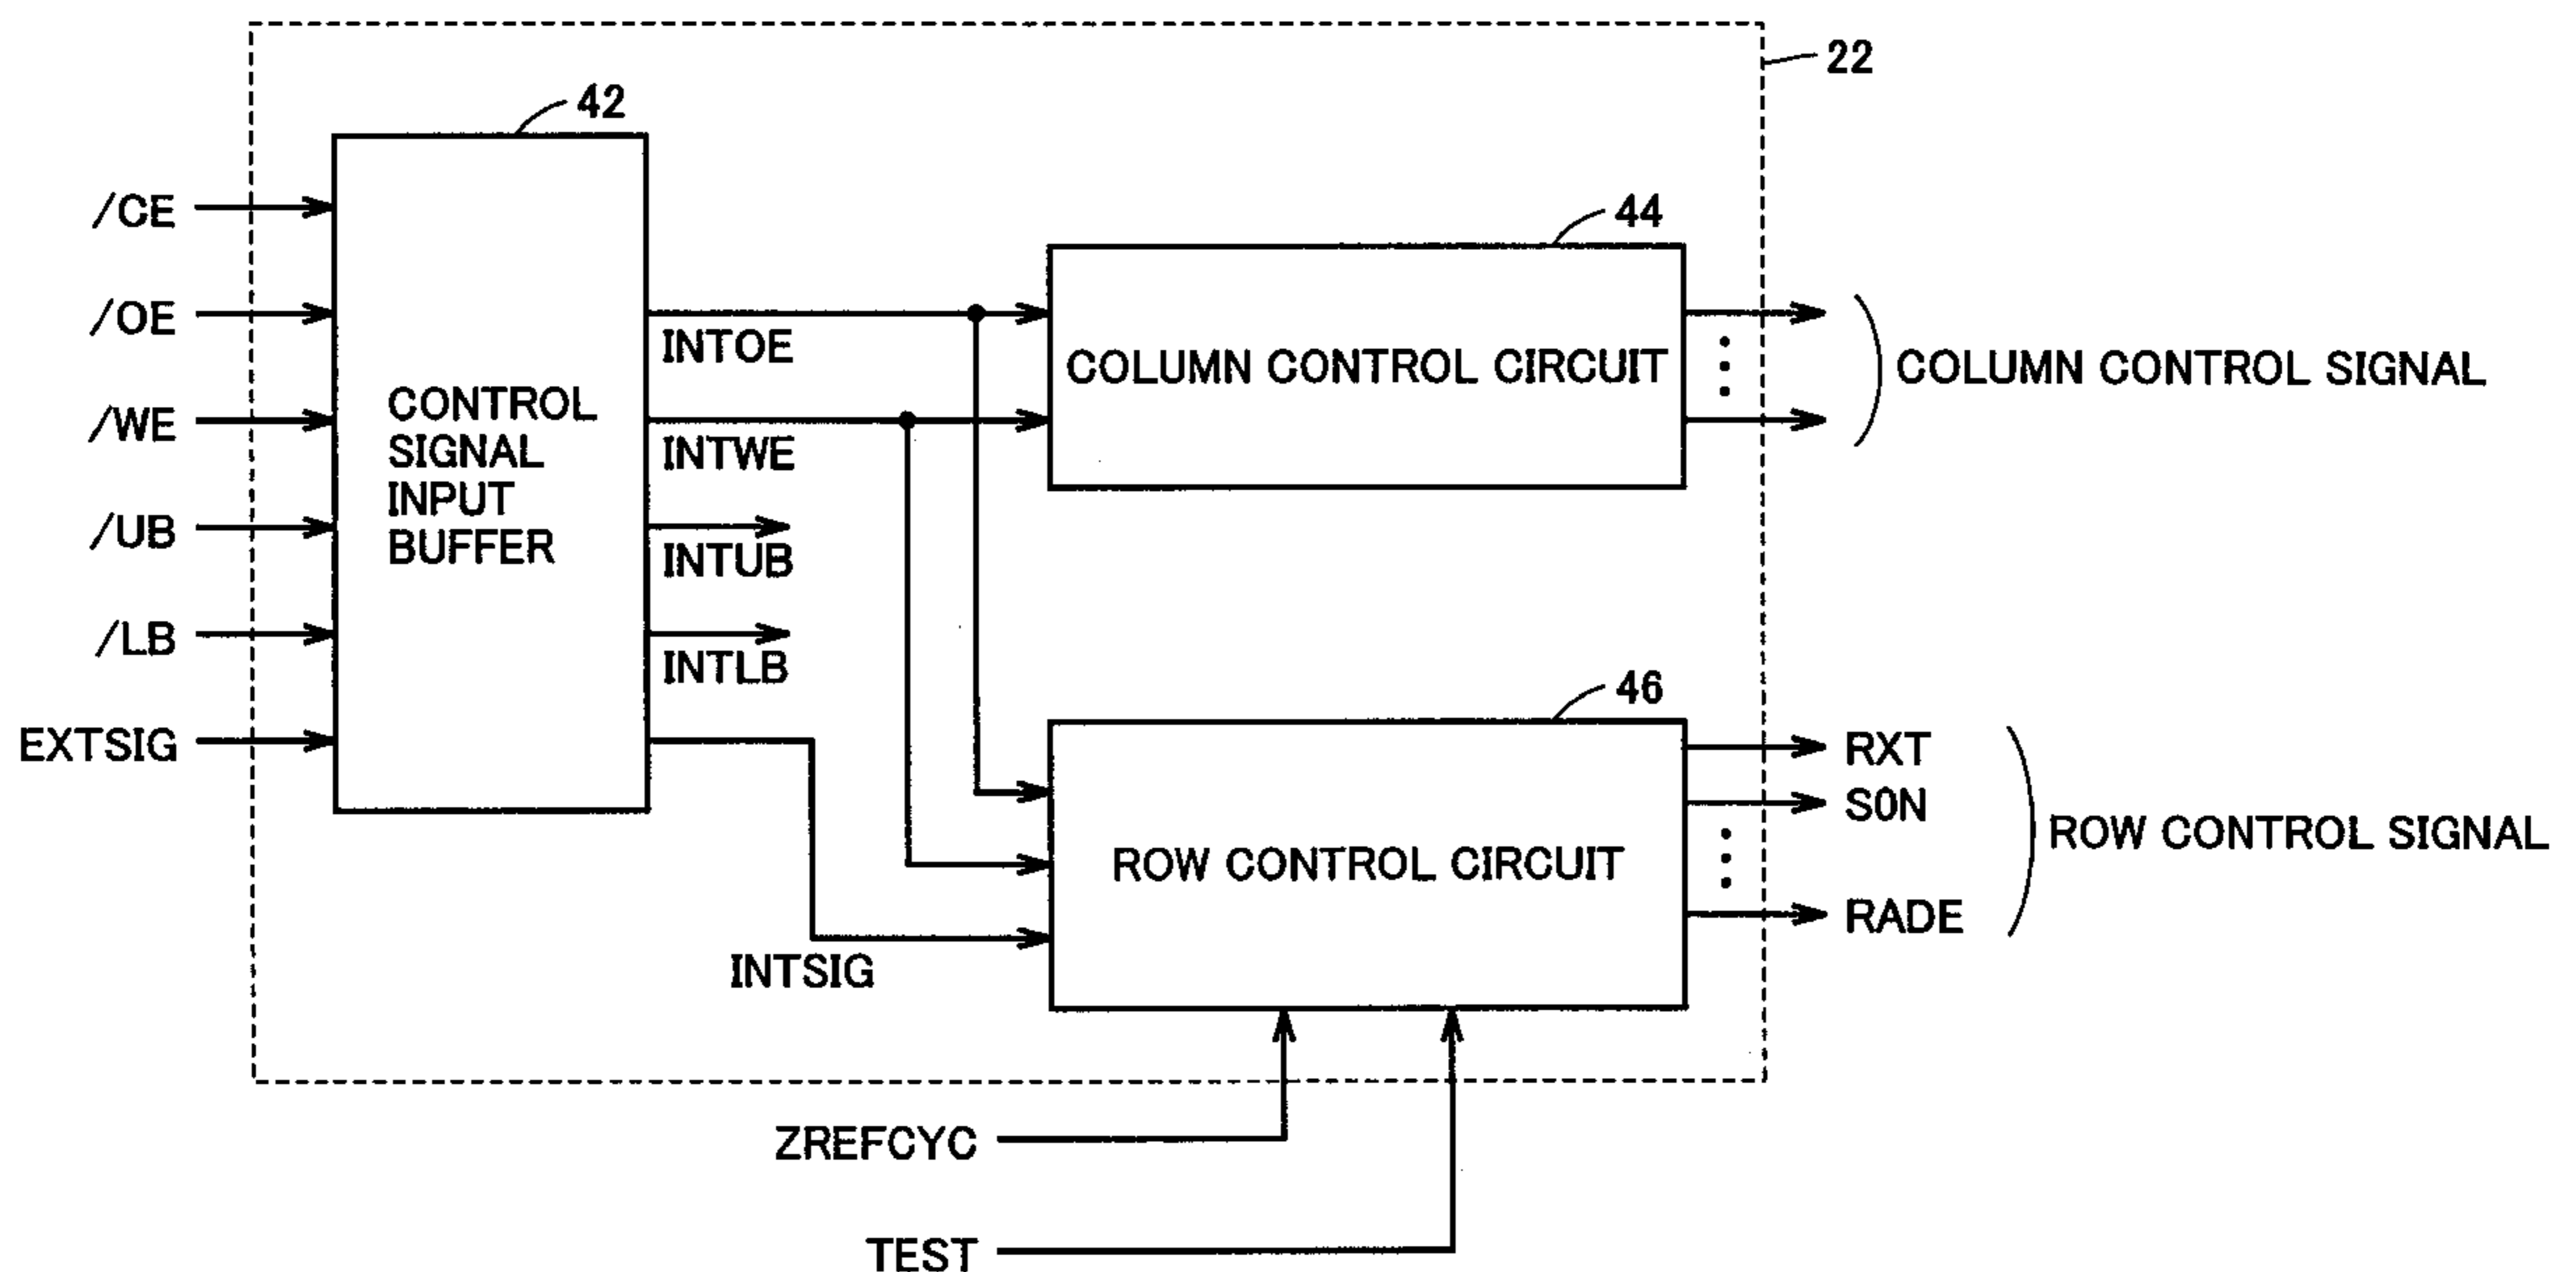 22
42
/CE
/OE
/WE
/UB
/LB
EXTSIG
CONTROL
SIGNAL
INPUT
BUFFER
INTOE
INTWE
INTUB
INTLB
INTSIG
44
COLUMN CONTROL CIRCUIT
COLUMN CONTROL SIGNAL
46
ROW CONTROL CIRCUIT
RXT
S0N
RADE
ROW CONTROL SIGNAL
ZREFCYC
TEST